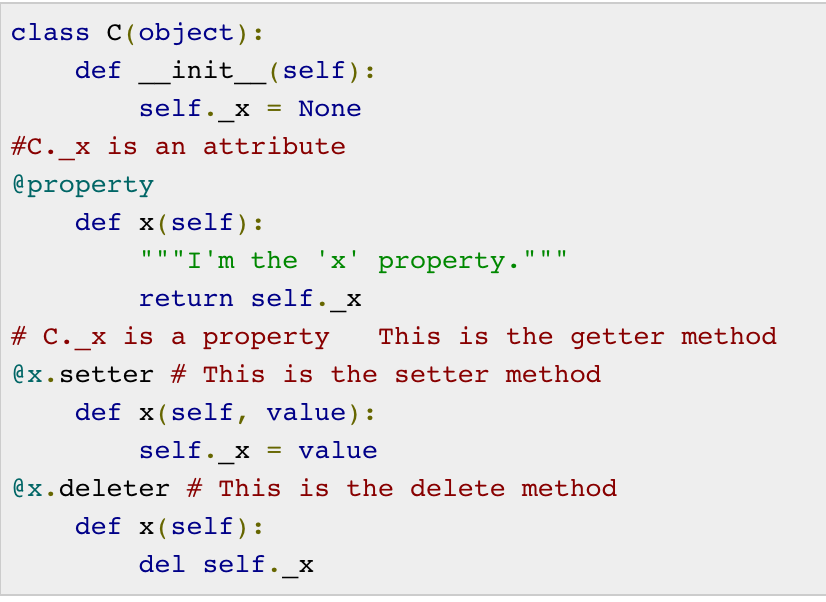 class C(object):
    def __init__(self):
        self._x = None
#C._x is an attribute
@property
    def x(self):
        """I'm the 'x' property."""
        return self._x
# C._x is a property   This is the getter method
@x.setter # This is the setter method
    def x(self, value):
        self._x = value
@x.deleter # This is the delete method
    def x(self):
        del self._x